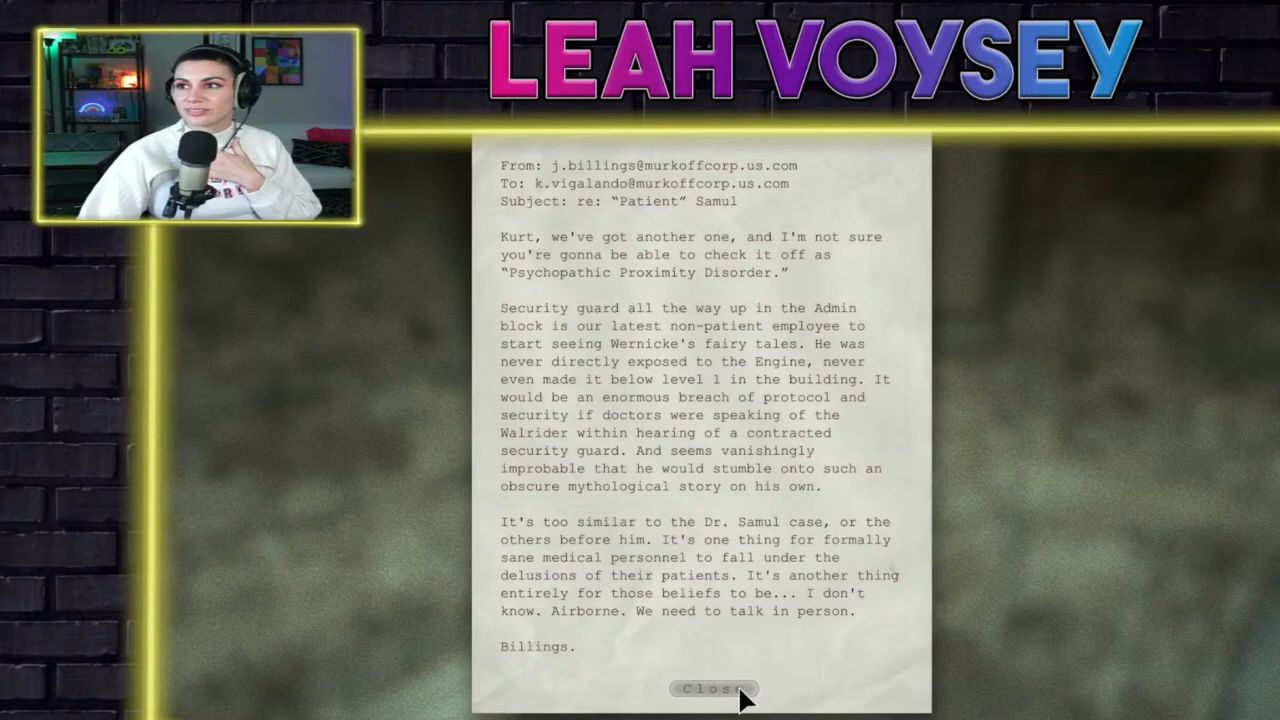 LEAH VOYSEY
From: j.billings@murkoffcorp.us.com
To: k.vigalando@murkoffcorp.us.com
Subject: re: “Patient” Samul
Kurt, we've got another one, and I'm not sure
you're gonna be able to check it off as
“Psychopathic Proximity Disorder.”
Security guard all the way up in the Admin
block is our latest non-patient employee to
start seeing Wernicke's fairy tales. He was
never directly exposed to the Engine, never
even made it below level 1 in the building. It
would be an enormous breach of protocol and
security if doctors were speaking of the
Walrider within hearing of a contracted
security guard. And seems vanishingly
improbable that he would stumble onto such an
obscure mythological story on his own.
It's too similar to the Dr. Samul case, or the
others before him. It's one thing for formally
sane medical personnel to fall under the
delusions of their patients. It's another thing
entirely for those beliefs to be... I don't
know. Airborne. We need to talk in person.
Billings.
Close